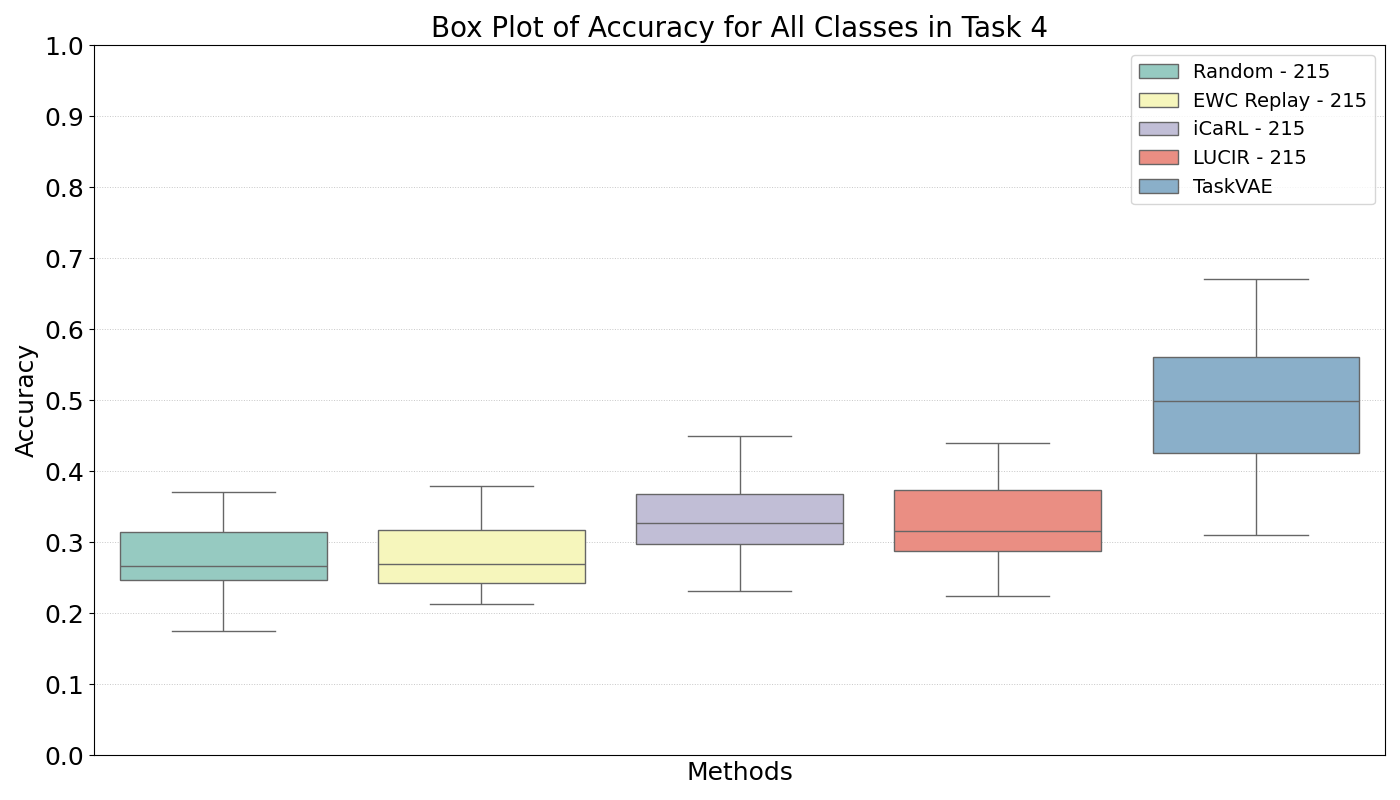 Box Plot of Accuracy for All Classes in Task 4
1.0
0.9
0.8
0.7
0.6
0.5
0.4
0.3
0.2
0.1
0.0
Accuracy
Methods
Random - 215
EWC Replay - 215
iCaRL - 215
LUCIR - 215
TaskVAE